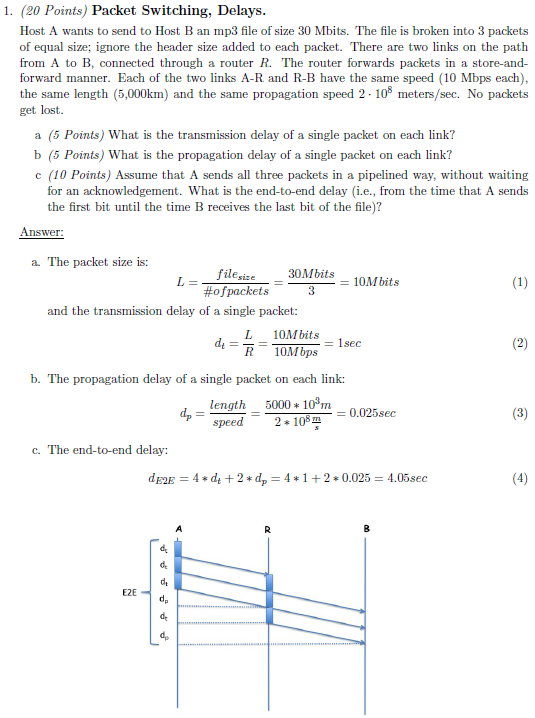 1. (20 Points) Packet Switching, Delays.
Host A wants to send to Host B an mp3 file of size 30 Mbits. The file is broken into 3 packets
of equal size; ignore the header size added to each packet. There are two links on the path
from A to B, connected through a router R. The router forwards packets in a store-and-
forward manner. Each of the two links A-R and R-B have the same speed (10 Mbps each),
the same length (5,000km) and the same propagation speed 2 · 10⁸ meters/sec. No packets
get lost.
a (5 Points) What is the transmission delay of a single packet on each link?
b (5 Points) What is the propagation delay of a single packet on each link?
c (10 Points) Assume that A sends all three packets in a pipelined way, without waiting
for an acknowledgement. What is the end-to-end delay (i.e., from the time that A sends
the first bit until the time B receives the last bit of the file)?
Answer:
a. The packet size is:
L = file_size / #ofpackets = 30Mbits / 3 = 10Mbits (1)
and the transmission delay of a single packet:
d_t = L / R = 10Mbits / 10Mbps = 1sec (2)
b. The propagation delay of a single packet on each link:
d_p = length / speed = 5000 * 10³m / 2 * 10⁸ m/s = 0.025sec (3)
c. The end-to-end delay:
d_E2E = 4 * d_t + 2 * d_p = 4 * 1 + 2 * 0.025 = 4.05sec (4)
A R B
d_t
d_t
d_t
E2E
d_p
d_t
d_p